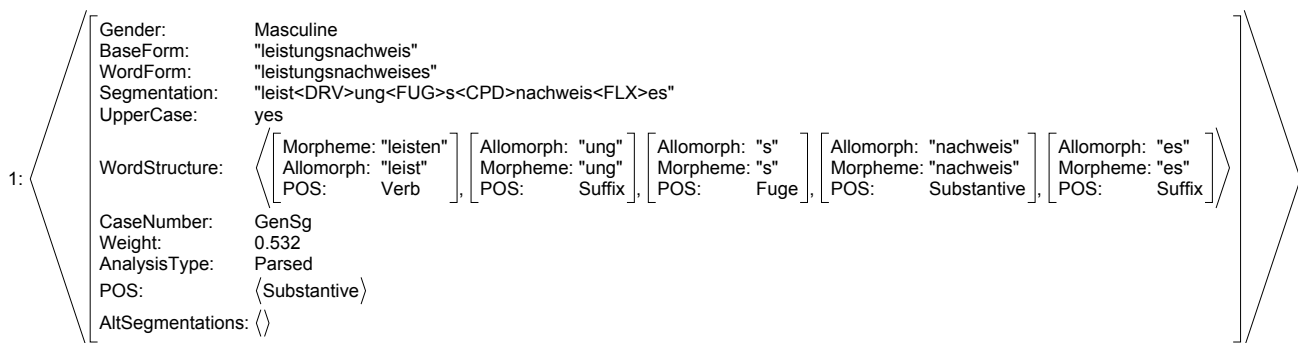 Gender: Masculine
BaseForm: "leistungsnachweis"
WordForm: "leistungsnachweises"
Segmentation: "leist<DRV>ung<FUG>s<CPD>nachweis<FLX>es"
UpperCase: yes
Morpheme: "leisten" Allomorph: "ung" Allomorph: "s" Allomorph: "nachweis" Allomorph: "es"
1: WordStructure: Allomorph: "leist" Morpheme: "ung" Morpheme: "s" Morpheme: "nachweis" Morpheme: "es"
POS: Verb , POS: Suffix , POS: Fuge , POS: Substantive , POS: Suffix
CaseNumber: GenSg
Weight: 0.532
AnalysisType: Parsed
POS: ⟨Substantive⟩
AltSegmentations: ⟨⟩